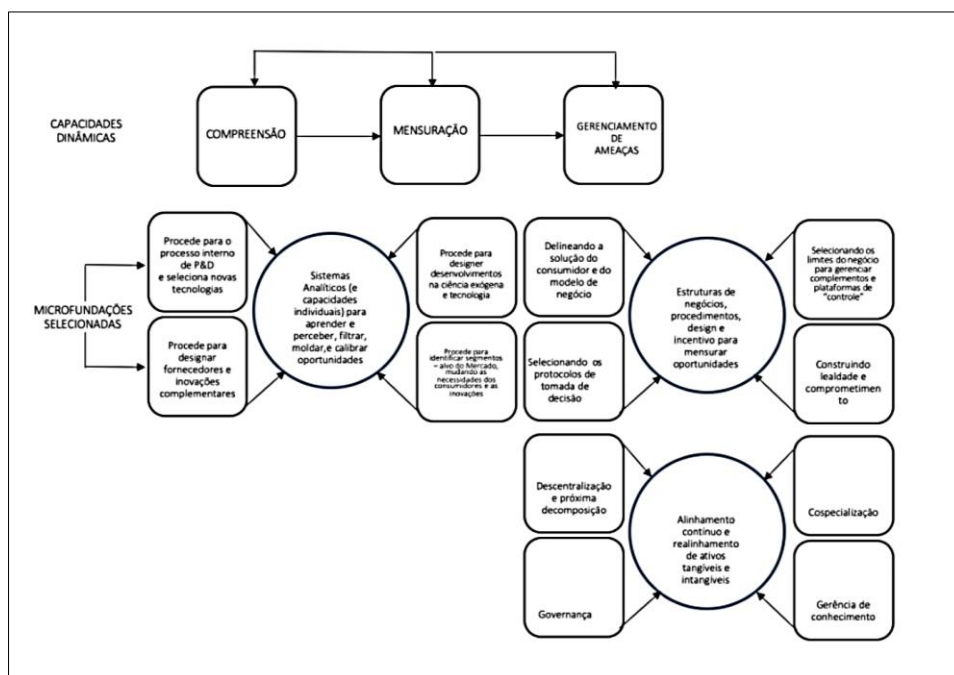 CAPACIDADES
DINÂMICAS
COMPREENSÃO
MENSURAÇÃO
GERENCIAMENTO
DE
AMEAÇAS
MICROFUNDAÇÕES
SELECIONADAS
Procede para o
processo interno
de P&D
e seleciona novas
tecnologias
Procede para
designar
fornecedores e
inovações
complementares
Sistemas
Analíticos (e
capacidades
individuais) para
aprender e
perceber, filtrar,
moldar,e calibrar
oportunidades
Procede para
designer
desenvolvimentos
na ciência exógena
e tecnologia
Procede para
identificar segmentos
– alvo do Mercado,
mudando as
necessidades dos
consumidores e as
inovações
Delineando a
solução do
consumidor e do
modelo de
negócio
Selecionando os
protocolos de
tomada de
decisão
Estruturas de
negócios,
procedimentos,
design e
incentivo para
mensurar
oportunidades
Selecionando os
limites do negócio
para gerenciar
complementos e
plataformas de
"controle"
Construindo
lealdade e
comprometimen
to
Descentralização
e próxima
decomposição
Governança
Alinhamento
contínuo e
realinhamento
de ativos
tangíveis e
intangíveis
Cospecialização
Gerência de
conhecimento